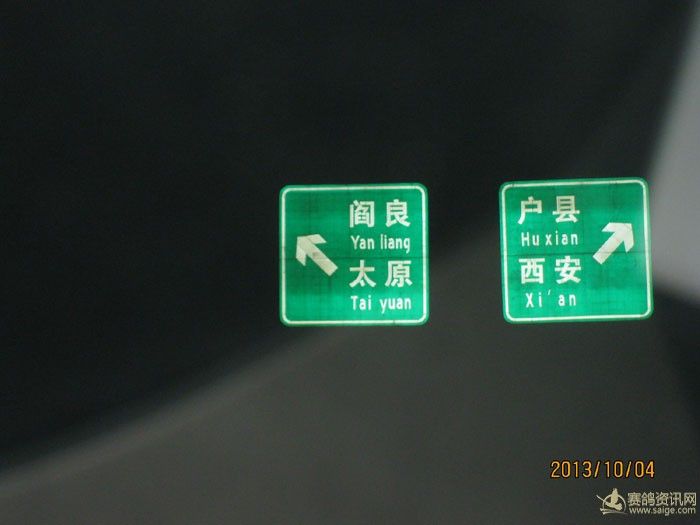 阎良
Yan liang
太原
Tai yuan
户县
Hu xian
西安
Xi'an
2013/10/04
赛鸽资讯网
www.saige.com